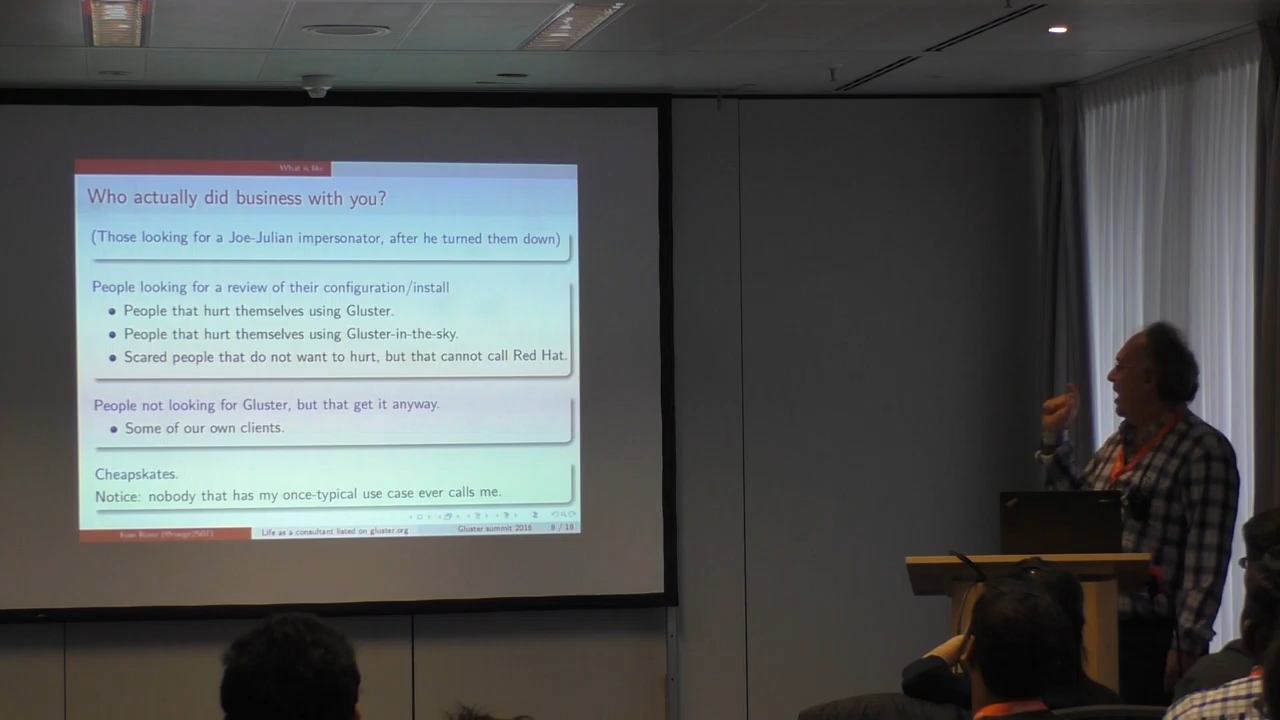 What is
Who actually did business with you?
(Those looking for a Joe-Julian impersonator, after he turned them down)
People looking for a review of their configuration/install
People that hurt themselves using Gluster.
People that hurt themselves using Gluster-in-the-sky.
Scared people that do not want to hurt, but that cannot call Red Hat.
People not looking for Gluster, but that get it anyway.
Some of our own clients.
Cheapskates.
Notice: nobody that has my once-typical use case ever calls me.
Life as a consultant listed on gluster.org
Gluster summit 2016